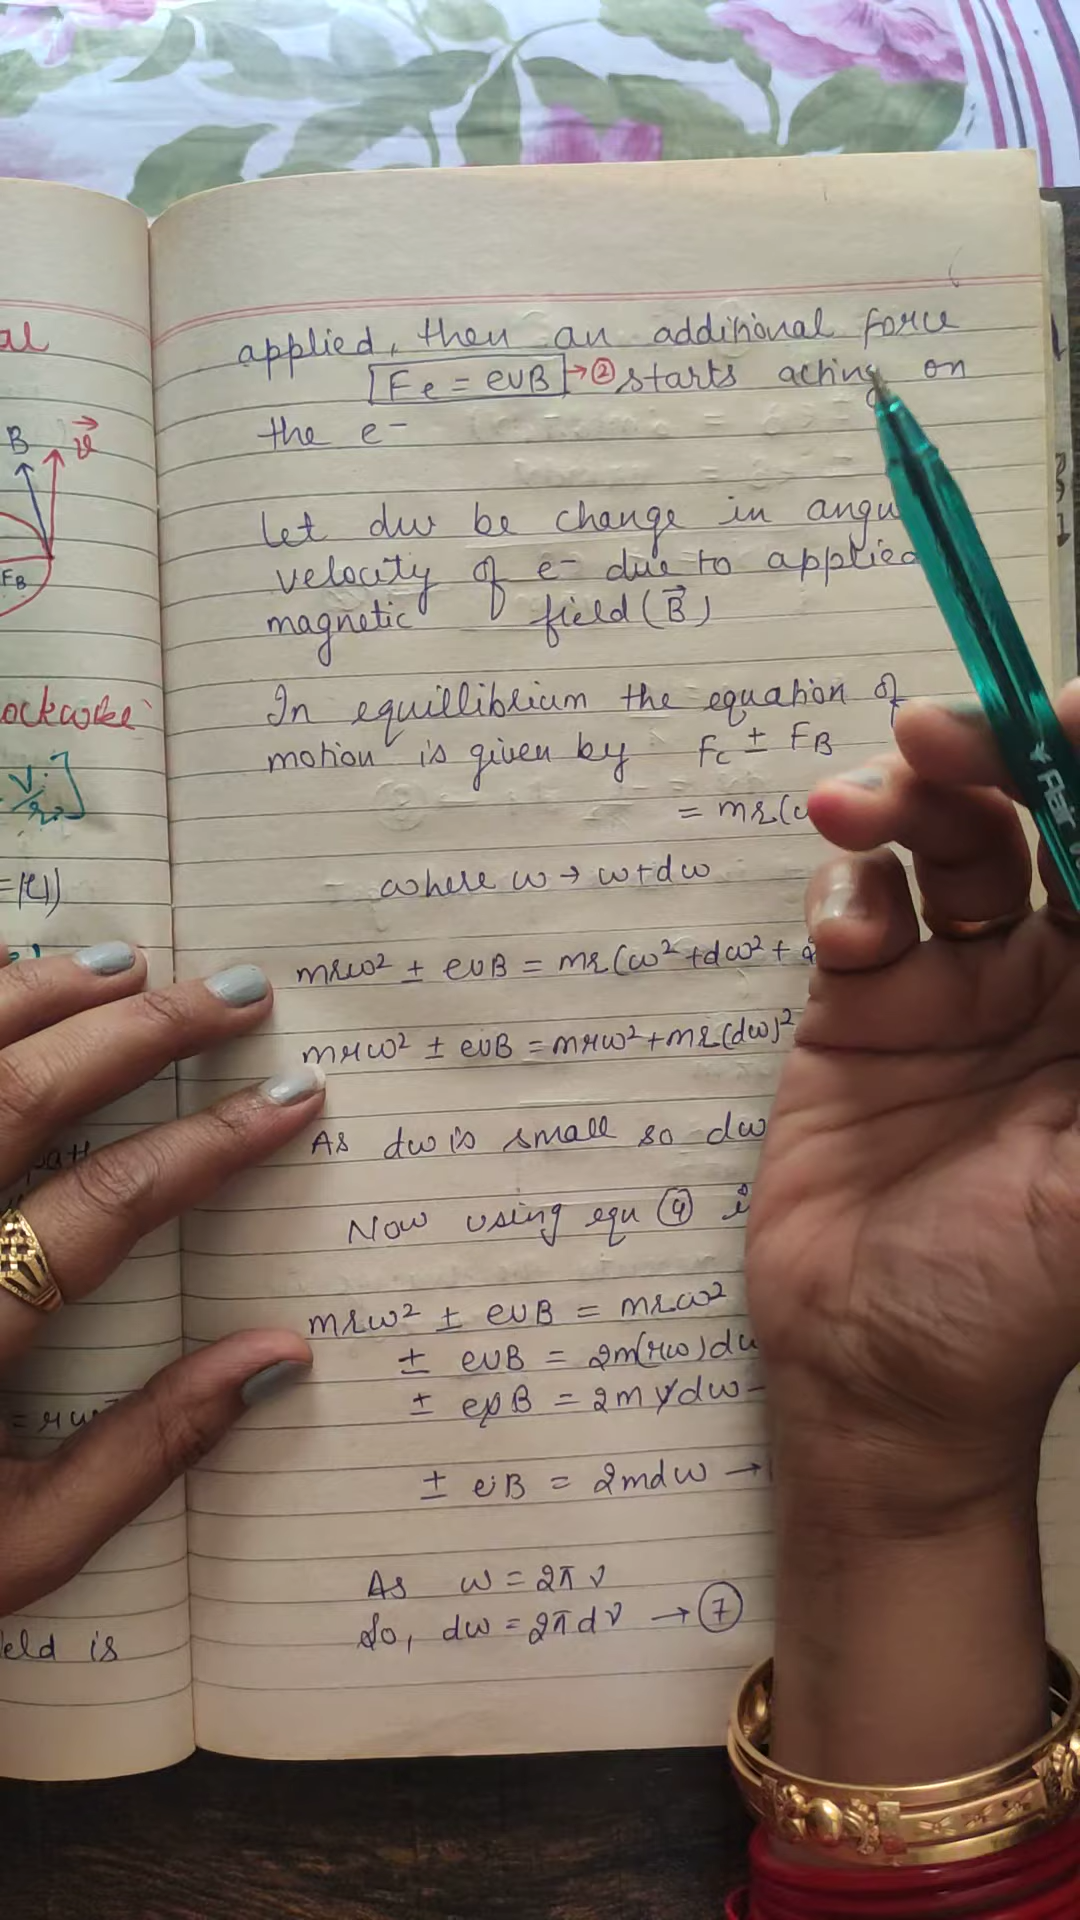 al
B v
FB
ockwise
V
=|e|)
eld is
applied, then an additional force
Fe = evB → ② starts acting on
the e-
Let dw be change in angu
velocity of e- due to applied
magnetic field (B)
In equillibrium the equation of
motion is given by Fc ± FB
= mr(
where ω → ω+dω
mrω² ± evB = mr(ω²+dω²+
mrω² ± evB = mrω²+mr(dω)²
As dω is small so dω
Now using equ ④
mrω² ± evB = mrω²
± evB = 2m(rω)dω
± evB = 2mvdω
± eB = 2mdω →
As ω = 2πν
So, dω = 2πdν → ⑦
Flair